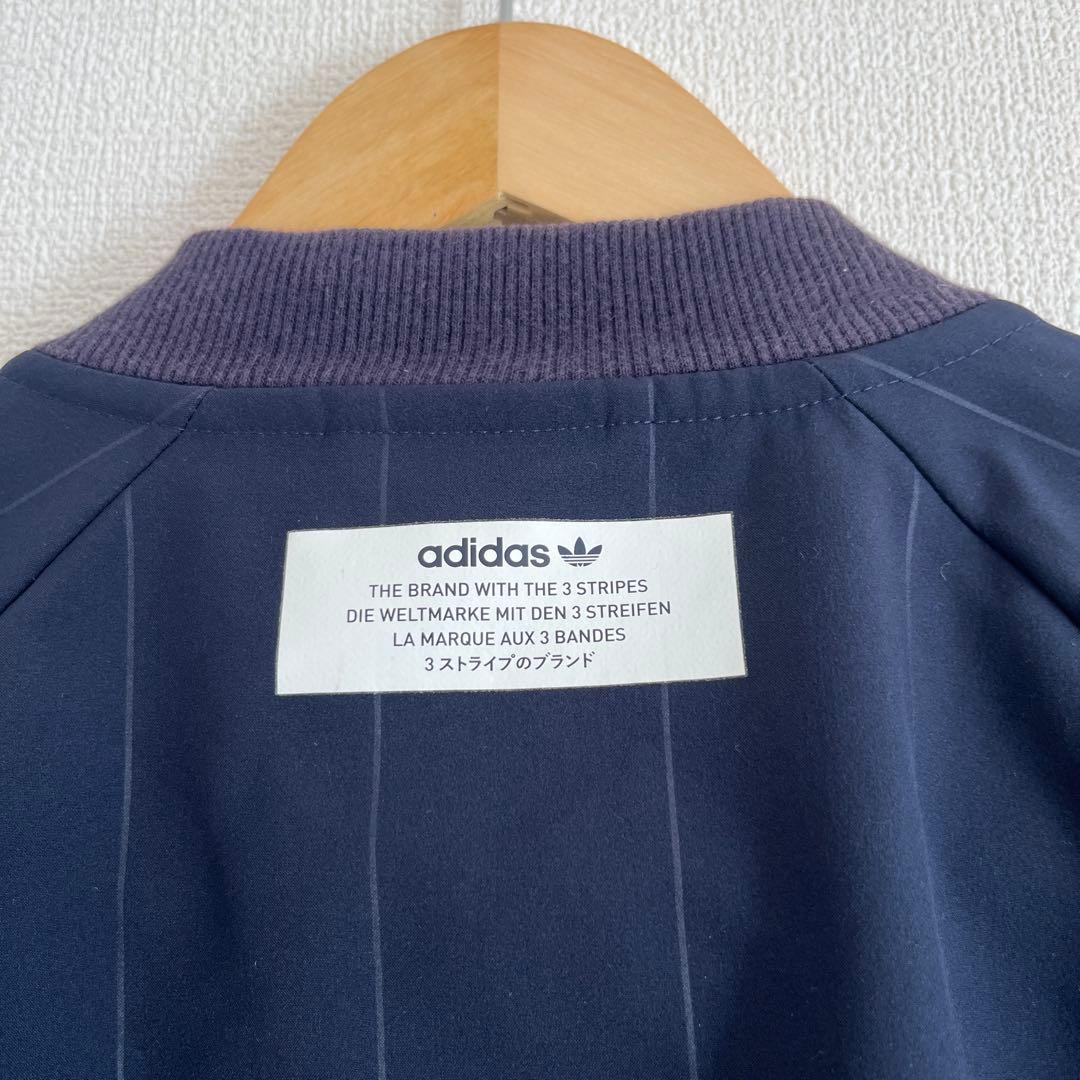 adidas
THE BRAND WITH THE 3 STRIPES
DIE WELTMARKE MIT DEN 3 STREIFEN
LA MARQUE AUX 3 BANDES
3 ストライプのブランド